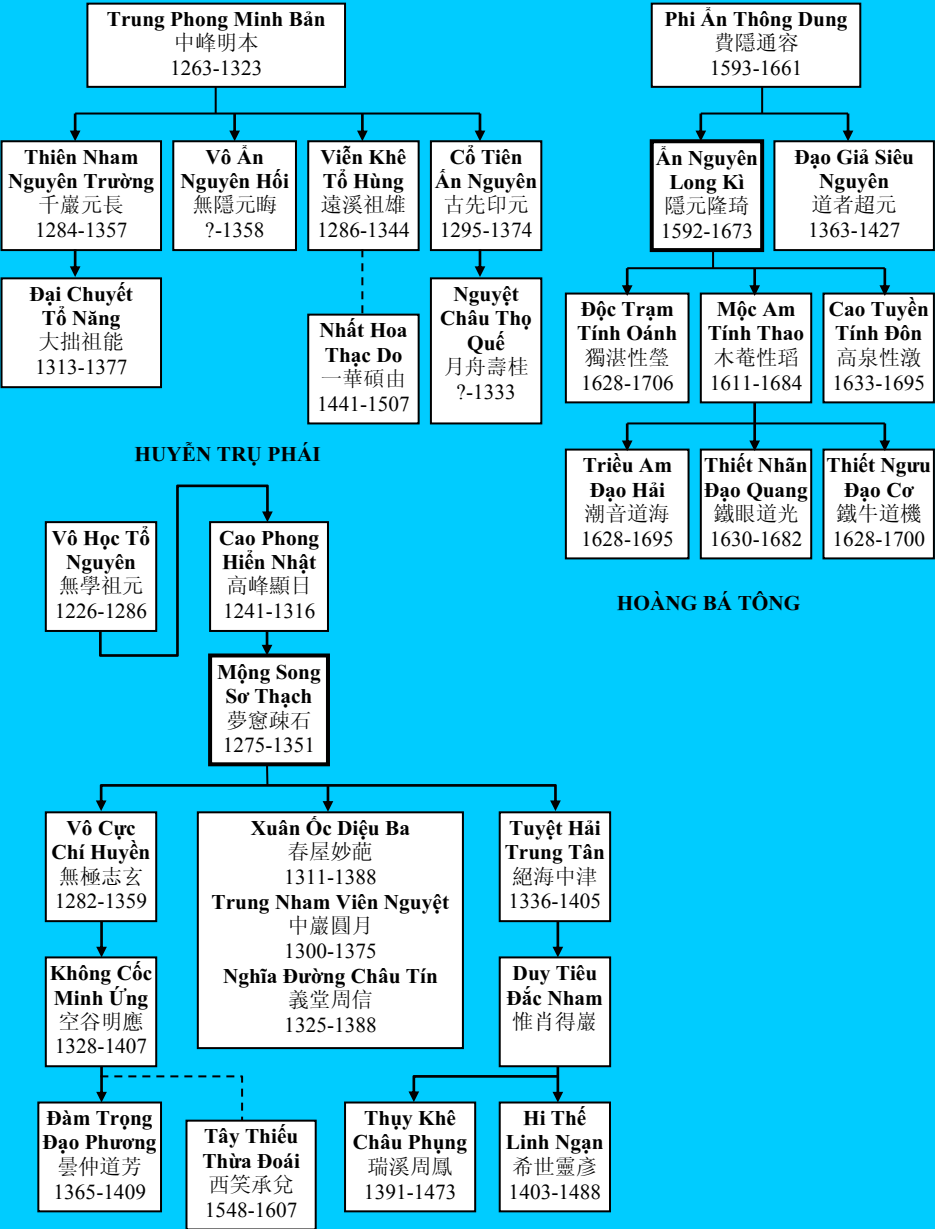 Trung Phong Minh Bản
中峰明本
1263-1323
Phi Ẩn Thông Dung
費隱通容
1593-1661
Thiên Nham
Nguyên Trường
千巖元長
1284-1357
Vô Ẩn
Nguyên Hối
無隱元晦
?-1358
Viễn Khê
Tổ Hùng
遠溪祖雄
1286-1344
Cổ Tiên
Ấn Nguyên
古先印元
1295-1374
Ẩn Nguyên
Long Kì
隱元隆琦
1592-1673
Đạo Giả Siêu
Nguyên
道者超元
1363-1427
Đại Chuyết
Tổ Năng
大拙祖能
1313-1377
Nhất Hoa
Thạc Do
一華碩由
1441-1507
Nguyệt
Châu Thọ
Quế
月舟壽桂
?-1333
Độc Trạm
Tính Oánh
獨湛性瑩
1628-1706
Mộc Am
Tính Thao
木菴性瑫
1611-1684
Cao Tuyền
Tính Đôn
高泉性潡
1633-1695
HUYỄN TRỤ PHÁI
Triều Am
Đạo Hải
潮音道海
1628-1695
Thiết Nhãn
Đạo Quang
鐵眼道光
1630-1682
Thiết Ngưu
Đạo Cơ
鐵牛道機
1628-1700
HOÀNG BÁ TÔNG
Vô Học Tổ
Nguyên
無學祖元
1226-1286
Cao Phong
Hiển Nhật
高峰顯日
1241-1316
Mộng Song
Sơ Thạch
夢窻疎石
1275-1351
Vô Cực
Chí Huyền
無極志玄
1282-1359
Xuân Ốc Diệu Ba
春屋妙葩
1311-1388
Trung Nham Viên Nguyệt
中巖圓月
1300-1375
Nghĩa Đường Châu Tín
義堂周信
1325-1388
Tuyệt Hải
Trung Tân
絕海中津
1336-1405
Không Cốc
Minh Ứng
空谷明應
1328-1407
Duy Tiêu
Đắc Nham
惟肖得巖
Đàm Trọng
Đạo Phương
曇仲道芳
1365-1409
Tây Thiếu
Thừa Đoái
西笑承兌
1548-1607
Thụy Khê
Châu Phụng
瑞溪周鳳
1391-1473
Hi Thế
Linh Ngạn
希世靈彥
1403-1488